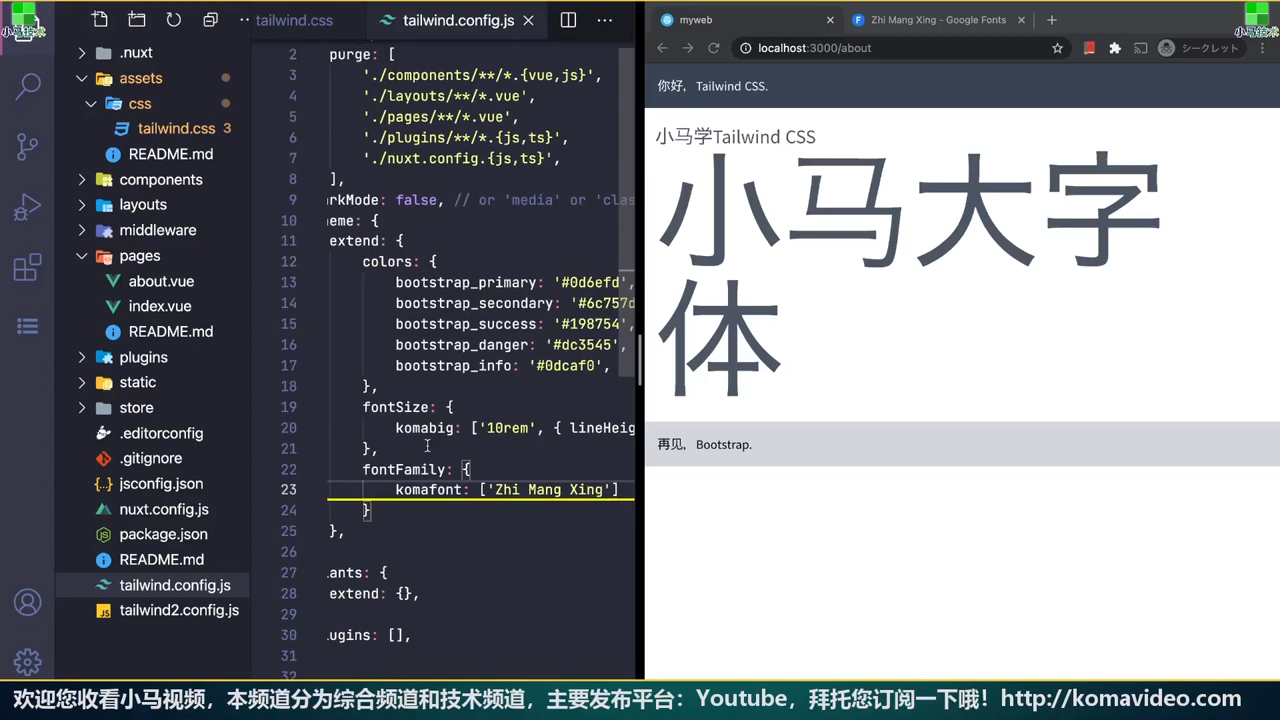 小马技术
小马技术
tailwind.css
tailwind.config.js
myweb
Zhi Mang Xing - Google Fonts
localhost:3000/about
シークレット
.nuxt
assets
css
tailwind.css 3
README.md
components
layouts
middleware
pages
about.vue
index.vue
README.md
plugins
static
store
.editorconfig
.gitignore
jsconfig.json
nuxt.config.js
package.json
README.md
tailwind.config.js
tailwind2.config.js
2 purge: [
3 './components/**/*.{vue,js}',
4 './layouts/**/*.vue',
5 './pages/**/*.vue',
6 './plugins/**/*.{js,ts}',
7 './nuxt.config.{js,ts}',
8 ],
9 rkMode: false, // or 'media' or 'clas
10 eme: {
11 extend: {
12 colors: {
13 bootstrap_primary: '#0d6efd',
14 bootstrap_secondary: '#6c757d
15 bootstrap_success: '#198754',
16 bootstrap_danger: '#dc3545',
17 bootstrap_info: '#0dcaf0',
18 },
19 fontSize: {
20 komabig: ['10rem', { lineHeig
21 },
22 fontFamily: {
23 komafont: ['Zhi Mang Xing']
24 }
25 },
26
27 iants: {
28 extend: {},
29
30 ugins: [],
31
32
你好，Tailwind CSS.
小马学Tailwind CSS
小马大字
体
再见，Bootstrap.
欢迎您收看小马视频，本频道分为综合频道和技术频道，主要发布平台：Youtube，拜托您订阅一下哦！http://komavideo.com